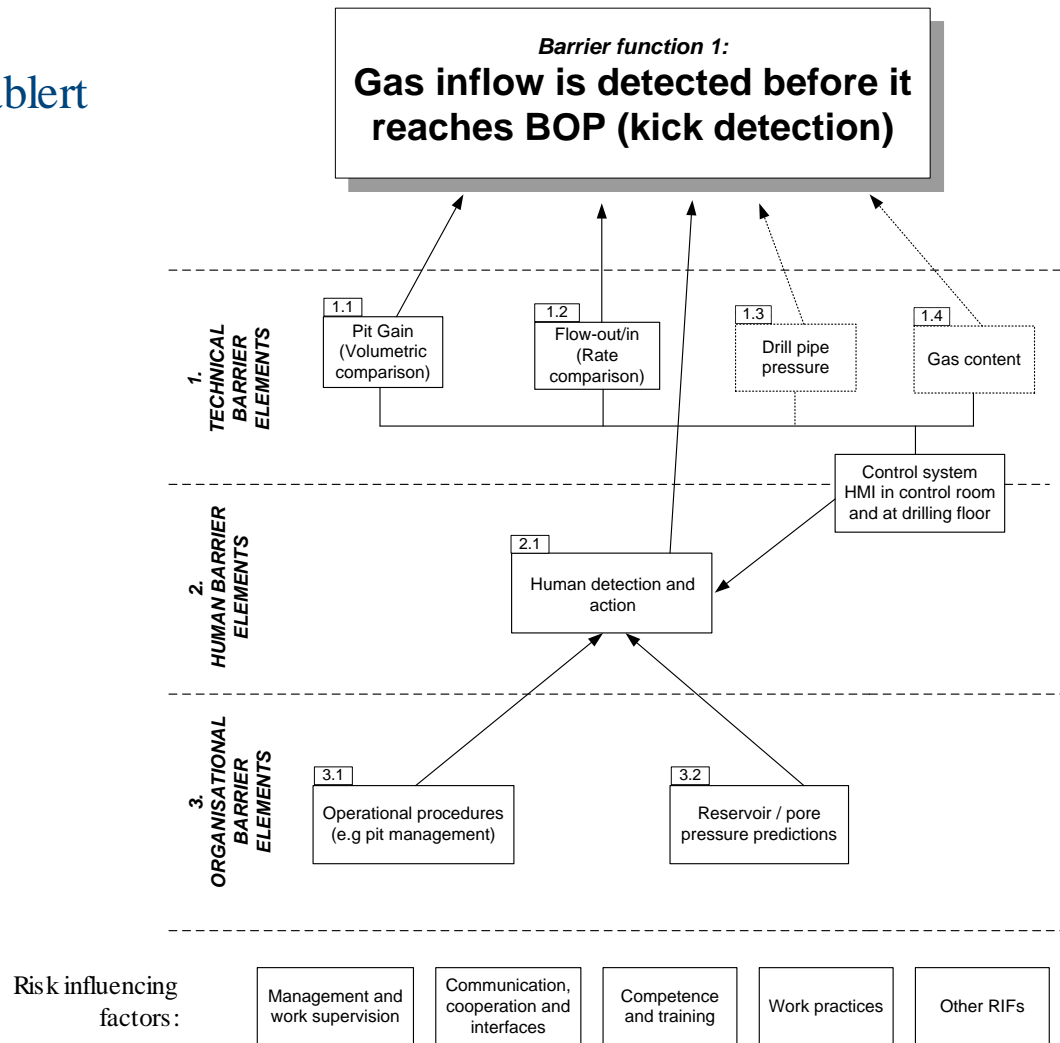 ablert
Barrier function 1:
Gas inflow is detected before it
reaches BOP (kick detection)
1.
TECHNICAL
BARRIER
ELEMENTS
1.1
Pit Gain
(Volumetric
comparison)
1.2
Flow-out/in
(Rate
comparison)
1.3
Drill pipe
pressure
1.4
Gas content
Control system
HMI in control room
and at drilling floor
2.
HUMAN BARRIER
ELEMENTS
2.1
Human detection and
action
3.
ORGANISATIONAL
BARRIER
ELEMENTS
3.1
Operational procedures
(e.g pit management)
3.2
Reservoir / pore
pressure predictions
Risk influencing
factors:
Management and
work supervision
Communication,
cooperation and
interfaces
Competence
and training
Work practices
Other RIFs